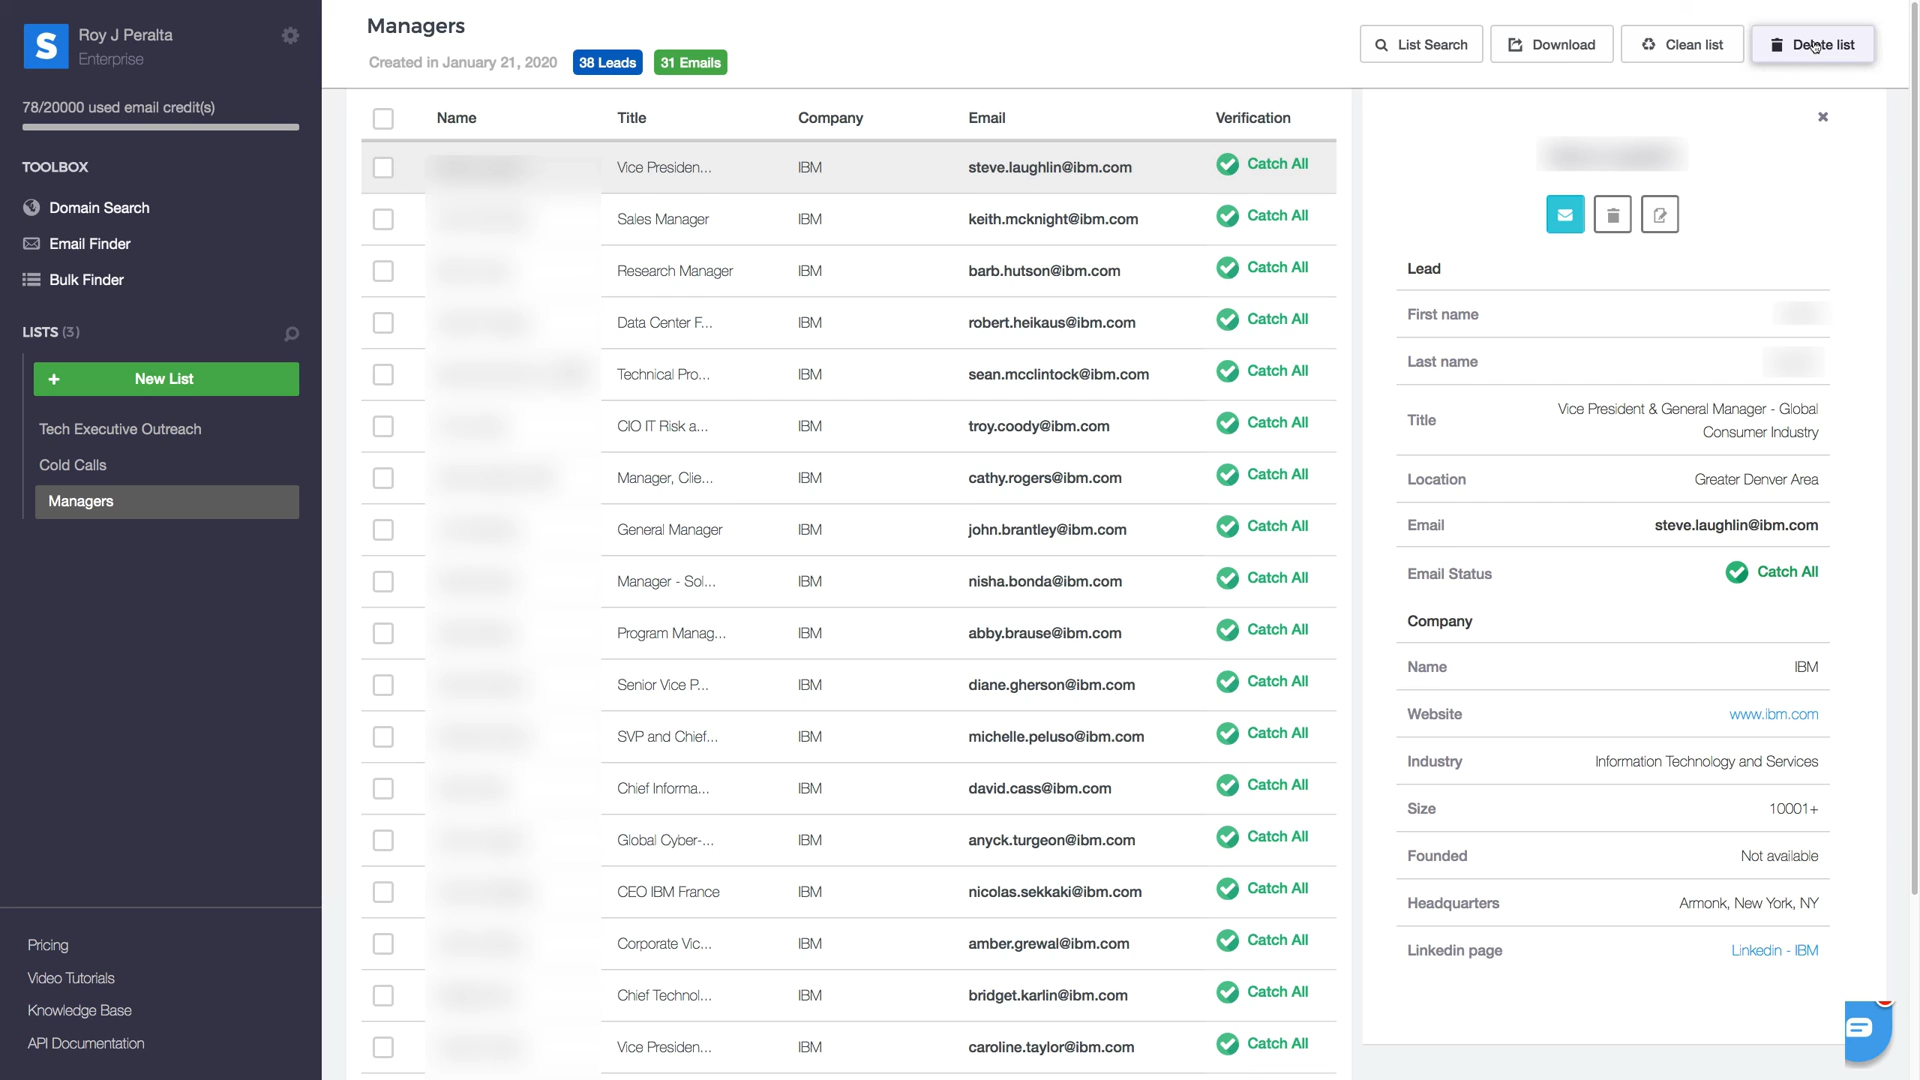 S
Roy J Peralta
Enterprise
78/20000 used email credit(s)
TOOLBOX
Domain Search
Email Finder
Bulk Finder
LISTS (3)
+ New List
Tech Executive Outreach
Cold Calls
Managers
Pricing
Video Tutorials
Knowledge Base
API Documentation
Managers
Created in January 21, 2020 38 Leads 31 Emails
List Search Download Clean list Delete list
Name Title Company Email Verification
Vice Presiden... IBM steve.laughlin@ibm.com Catch All
Sales Manager IBM keith.mcknight@ibm.com Catch All
Research Manager IBM barb.hutson@ibm.com Catch All
Data Center F... IBM robert.heikaus@ibm.com Catch All
Technical Pro... IBM sean.mcclintock@ibm.com Catch All
CIO IT Risk a... IBM troy.coody@ibm.com Catch All
Manager, Clie... IBM cathy.rogers@ibm.com Catch All
General Manager IBM john.brantley@ibm.com Catch All
Manager - Sol... IBM nisha.bonda@ibm.com Catch All
Program Manag... IBM abby.brause@ibm.com Catch All
Senior Vice P... IBM diane.gherson@ibm.com Catch All
SVP and Chief... IBM michelle.peluso@ibm.com Catch All
Chief Informa... IBM david.cass@ibm.com Catch All
Global Cyber-... IBM anyck.turgeon@ibm.com Catch All
CEO IBM France IBM nicolas.sekkaki@ibm.com Catch All
Corporate Vic... IBM amber.grewal@ibm.com Catch All
Chief Technol... IBM bridget.karlin@ibm.com Catch All
Vice Presiden... IBM caroline.taylor@ibm.com Catch All
Lead
First name
Last name
Title Vice President & General Manager - Global
Consumer Industry
Location Greater Denver Area
Email steve.laughlin@ibm.com
Email Status Catch All
Company
Name IBM
Website www.ibm.com
Industry Information Technology and Services
Size 10001+
Founded Not available
Headquarters Armonk, New York, NY
Linkedin page Linkedin - IBM